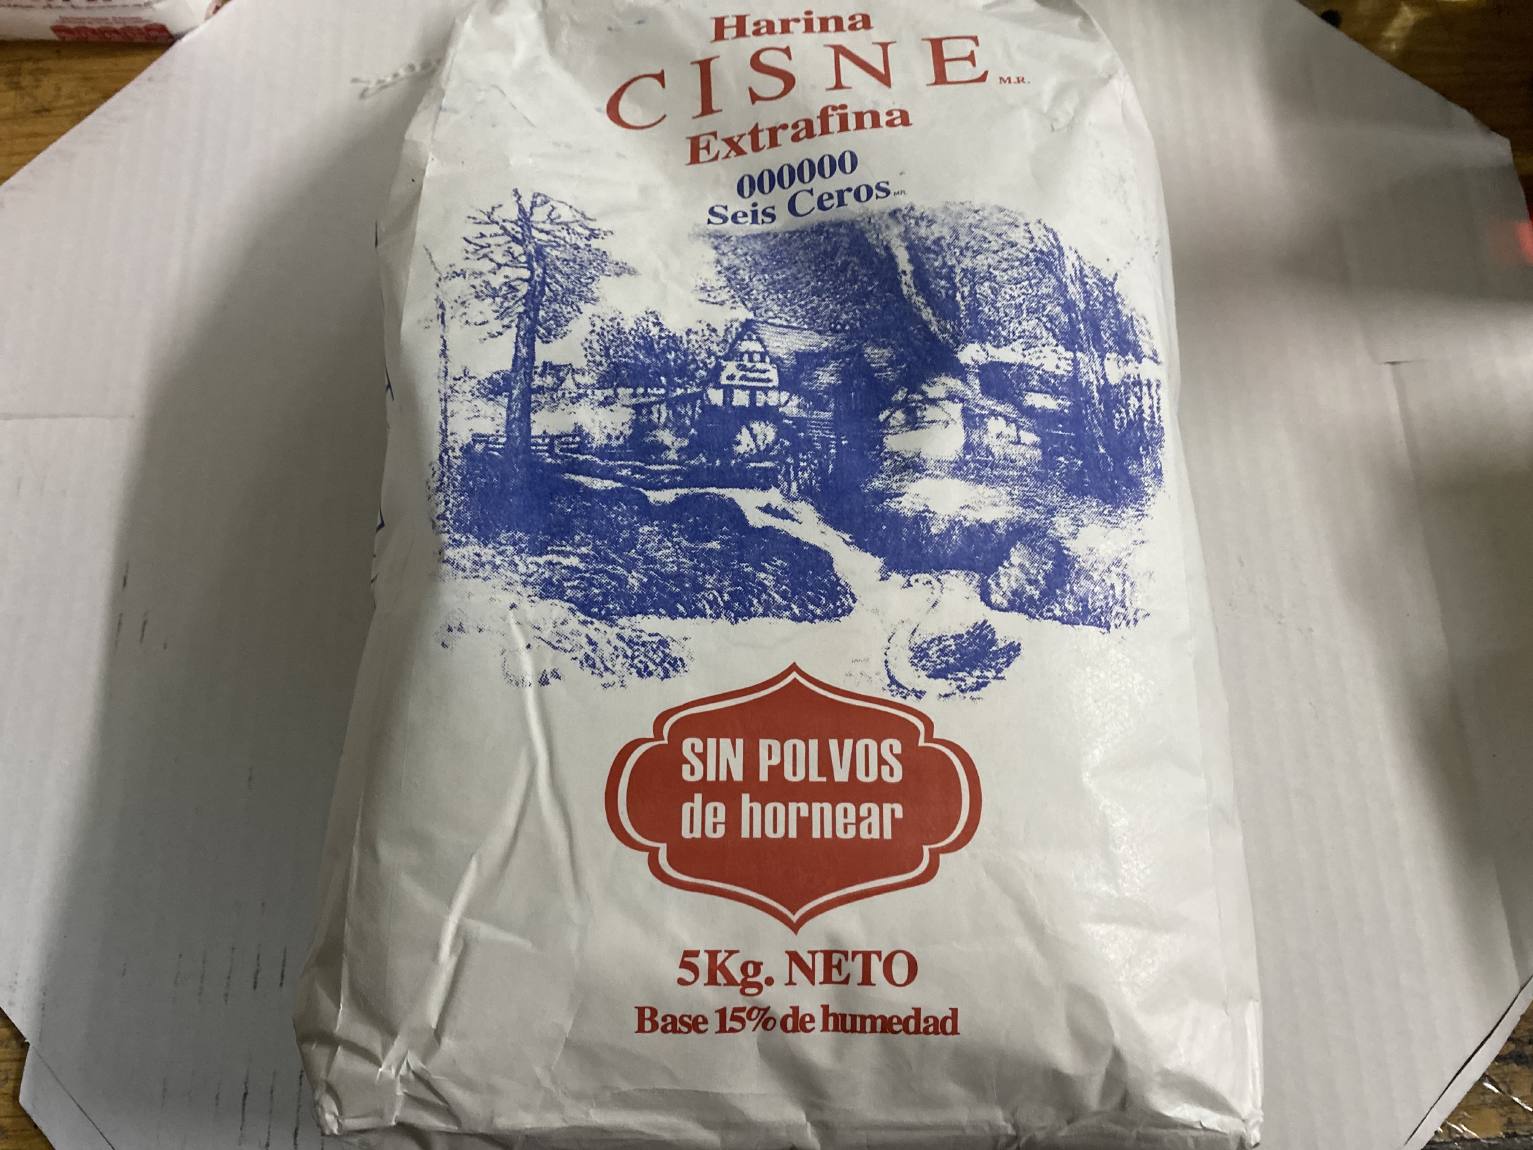 Harina
CISNE M.R.
Extrafina
000000
Seis Ceros
SIN POLVOS
de hornear
5Kg. NETO
Base 15% de humedad